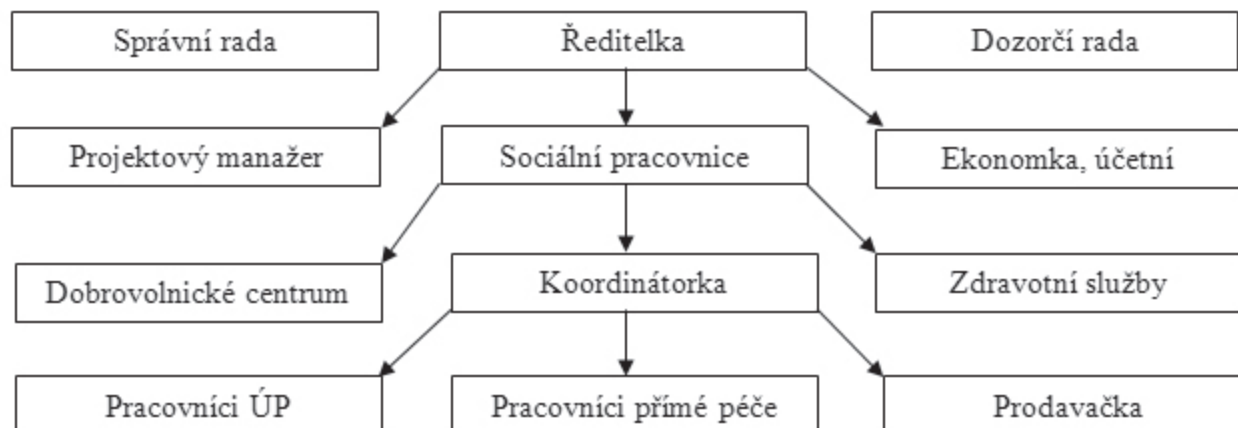 Správní rada
Ředitelka
Dozorčí rada
Projektový manažer
Sociální pracovnice
Ekonomka, účetní
Dobrovolnické centrum
Koordinátorka
Zdravotní služby
Pracovníci ÚP
Pracovníci přímé péče
Prodavačka